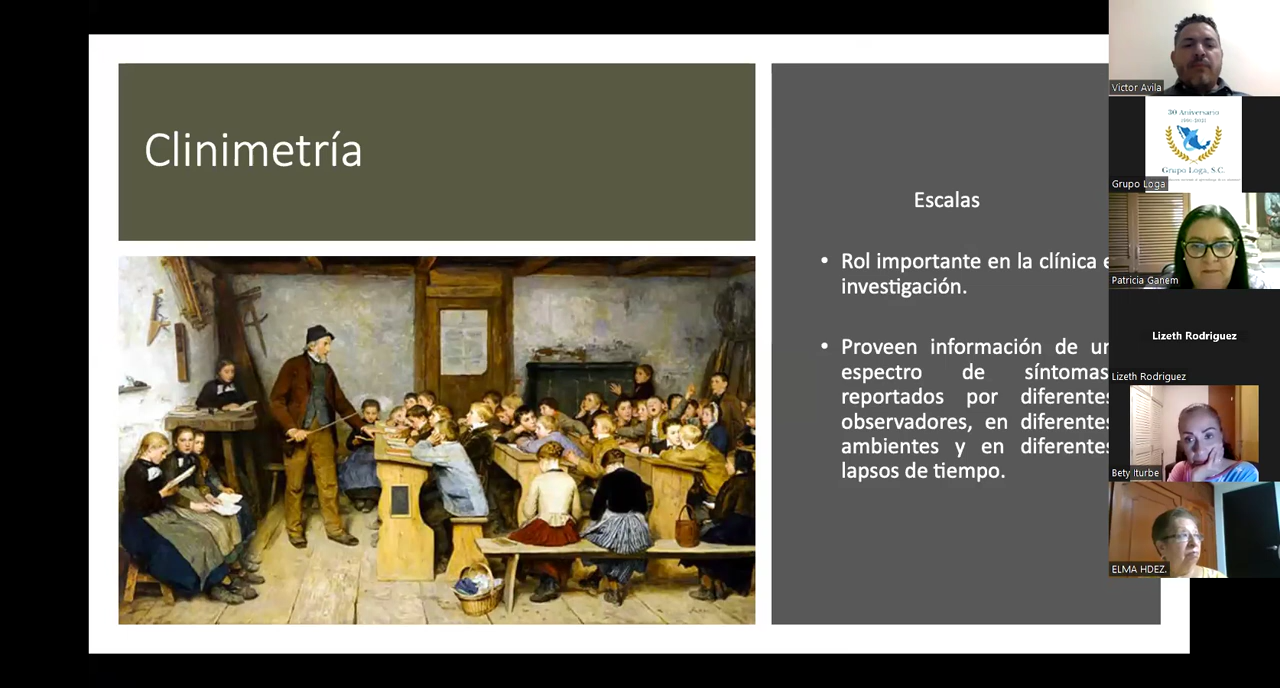 Clinimetría
Escalas
• Rol importante en la clínica e
investigación.
• Proveen información de un
espectro de síntomas
reportados por diferentes
observadores, en diferentes
ambientes y en diferentes
lapsos de tiempo.
Victor Avila
30 Aniversario
Grupo Loga, S.C.
Grupo Loga
Patricia Ganem
Lizeth Rodriguez
Lizeth Rodriguez
Bety Iturbe
ELMA HDEZ.